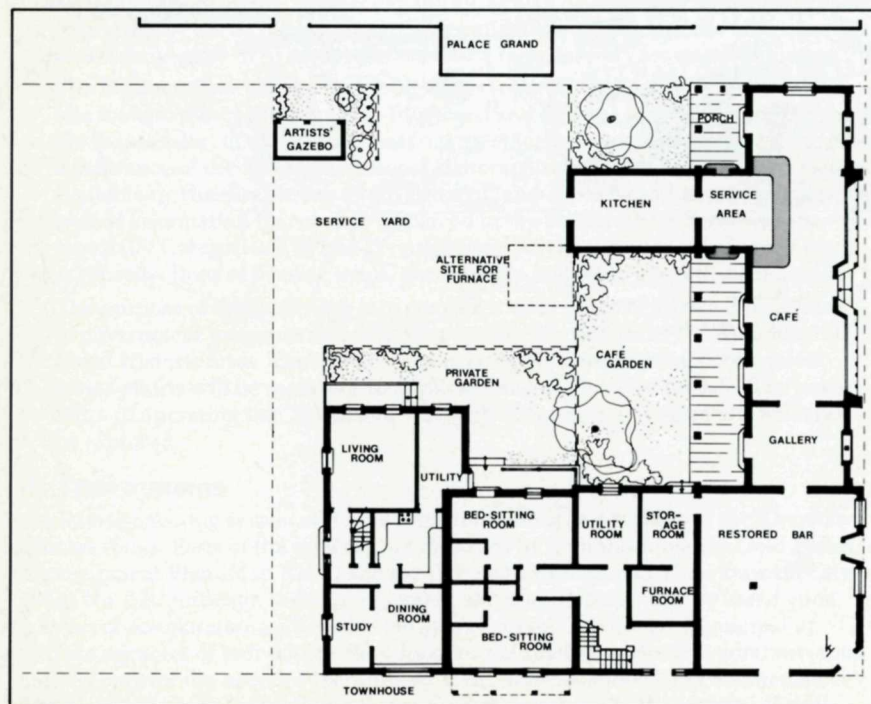 PALACE GRAND
ARTISTS'
GAZEBO
PORCH
KITCHEN
SERVICE
AREA
SERVICE YARD
ALTERNATIVE
SITE FOR
FURNACE
CAFÉ
PRIVATE
GARDEN
CAFÉ
GARDEN
GALLERY
LIVING
ROOM
UTILITY
BED-SITTING
ROOM
UTILITY
ROOM
STOR-
AGE
ROOM
RESTORED BAR
FURNACE
ROOM
DINING
ROOM
STUDY
BED-SITTING
ROOM
TOWNHOUSE